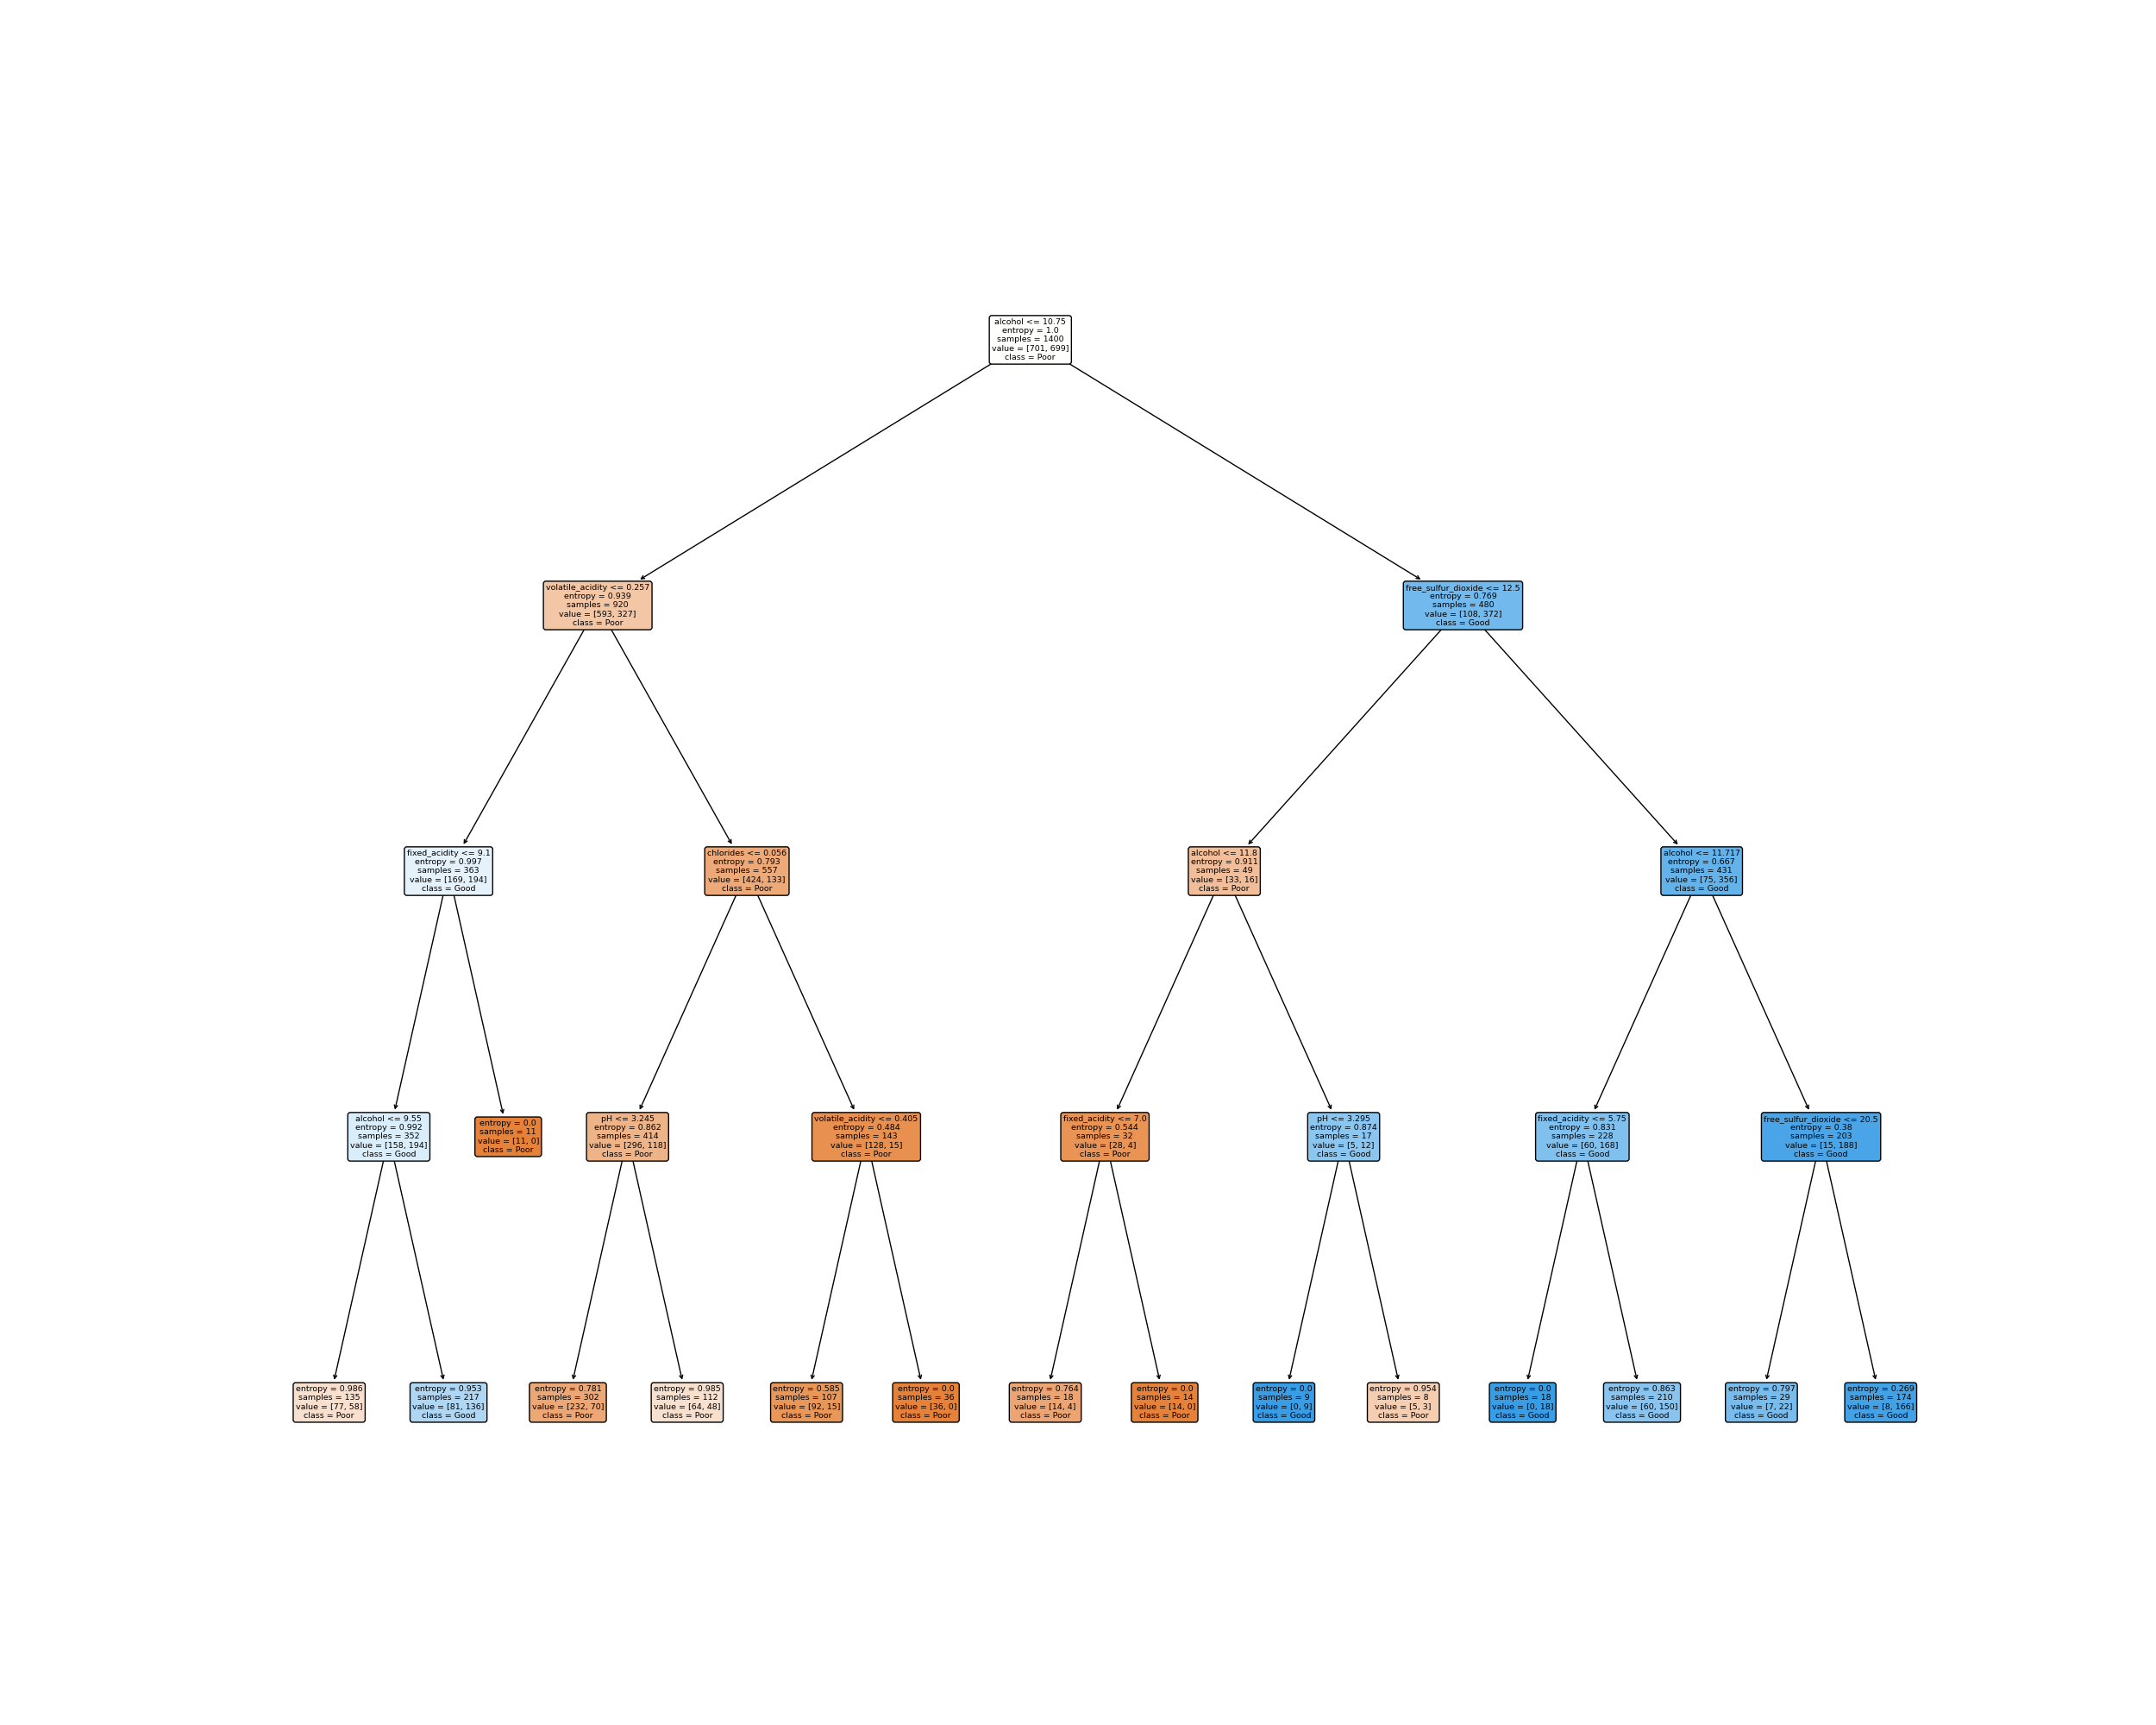 alcohol <= 10.75
entropy = 1.0
samples = 1400
value = [701, 699]
class = Poor
volatile_acidity <= 0.257
entropy = 0.939
samples = 920
value = [593, 327]
class = Poor
free_sulfur_dioxide <= 12.5
entropy = 0.769
samples = 480
value = [108, 372]
class = Good
fixed_acidity <= 9.1
entropy = 0.997
samples = 363
value = [169, 194]
class = Good
chlorides <= 0.056
entropy = 0.793
samples = 557
value = [424, 133]
class = Poor
alcohol <= 11.8
entropy = 0.911
samples = 49
value = [33, 16]
class = Poor
alcohol <= 11.717
entropy = 0.667
samples = 431
value = [75, 356]
class = Good
alcohol <= 9.55
entropy = 0.992
samples = 352
value = [158, 194]
class = Good
entropy = 0.0
samples = 11
value = [11, 0]
class = Poor
pH <= 3.245
entropy = 0.862
samples = 414
value = [296, 118]
class = Poor
volatile_acidity <= 0.405
entropy = 0.484
samples = 143
value = [128, 15]
class = Poor
fixed_acidity <= 7.0
entropy = 0.544
samples = 32
value = [28, 4]
class = Poor
pH <= 3.295
entropy = 0.874
samples = 17
value = [5, 12]
class = Good
fixed_acidity <= 5.75
entropy = 0.831
samples = 228
value = [60, 168]
class = Good
free_sulfur_dioxide <= 20.5
entropy = 0.38
samples = 203
value = [15, 188]
class = Good
entropy = 0.986
samples = 135
value = [77, 58]
class = Poor
entropy = 0.953
samples = 217
value = [81, 136]
class = Good
entropy = 0.781
samples = 302
value = [232, 70]
class = Poor
entropy = 0.985
samples = 112
value = [64, 48]
class = Poor
entropy = 0.585
samples = 107
value = [92, 15]
class = Poor
entropy = 0.0
samples = 36
value = [36, 0]
class = Poor
entropy = 0.764
samples = 18
value = [14, 4]
class = Poor
entropy = 0.0
samples = 14
value = [14, 0]
class = Poor
entropy = 0.0
samples = 9
value = [0, 9]
class = Good
entropy = 0.954
samples = 8
value = [5, 3]
class = Poor
entropy = 0.0
samples = 18
value = [0, 18]
class = Good
entropy = 0.863
samples = 210
value = [60, 150]
class = Good
entropy = 0.797
samples = 29
value = [7, 22]
class = Good
entropy = 0.269
samples = 174
value = [8, 166]
class = Good